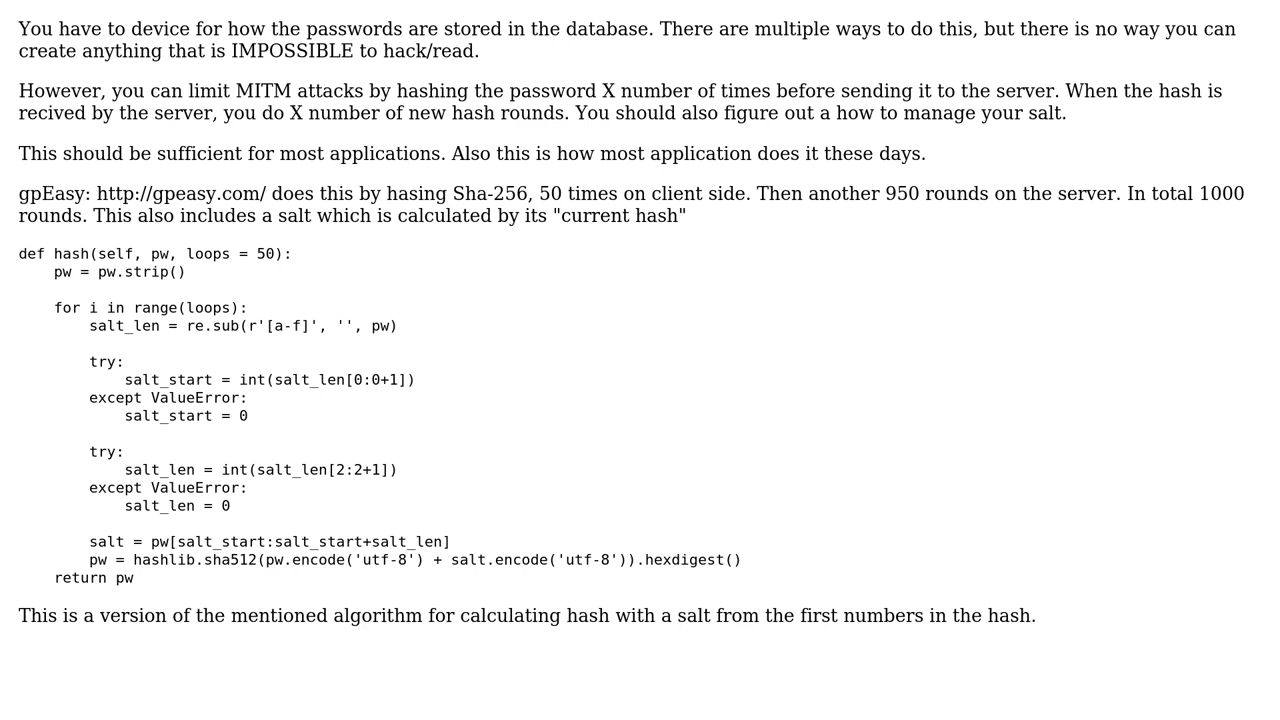 You have to device for how the passwords are stored in the database. There are multiple ways to do this, but there is no way you can
create anything that is IMPOSSIBLE to hack/read.
However, you can limit MITM attacks by hashing the password X number of times before sending it to the server. When the hash is
recived by the server, you do X number of new hash rounds. You should also figure out a how to manage your salt.
This should be sufficient for most applications. Also this is how most application does it these days.
gpEasy: http://gpeasy.com/ does this by hasing Sha-256, 50 times on client side. Then another 950 rounds on the server. In total 1000
rounds. This also includes a salt which is calculated by its "current hash"
def hash(self, pw, loops = 50):
    pw = pw.strip()
    for i in range(loops):
        salt_len = re.sub(r'[a-f]', '', pw)
        try:
            salt_start = int(salt_len[0:0+1])
        except ValueError:
            salt_start = 0
        try:
            salt_len = int(salt_len[2:2+1])
        except ValueError:
            salt_len = 0
        salt = pw[salt_start:salt_start+salt_len]
        pw = hashlib.sha512(pw.encode('utf-8') + salt.encode('utf-8')).hexdigest()
    return pw
This is a version of the mentioned algorithm for calculating hash with a salt from the first numbers in the hash.